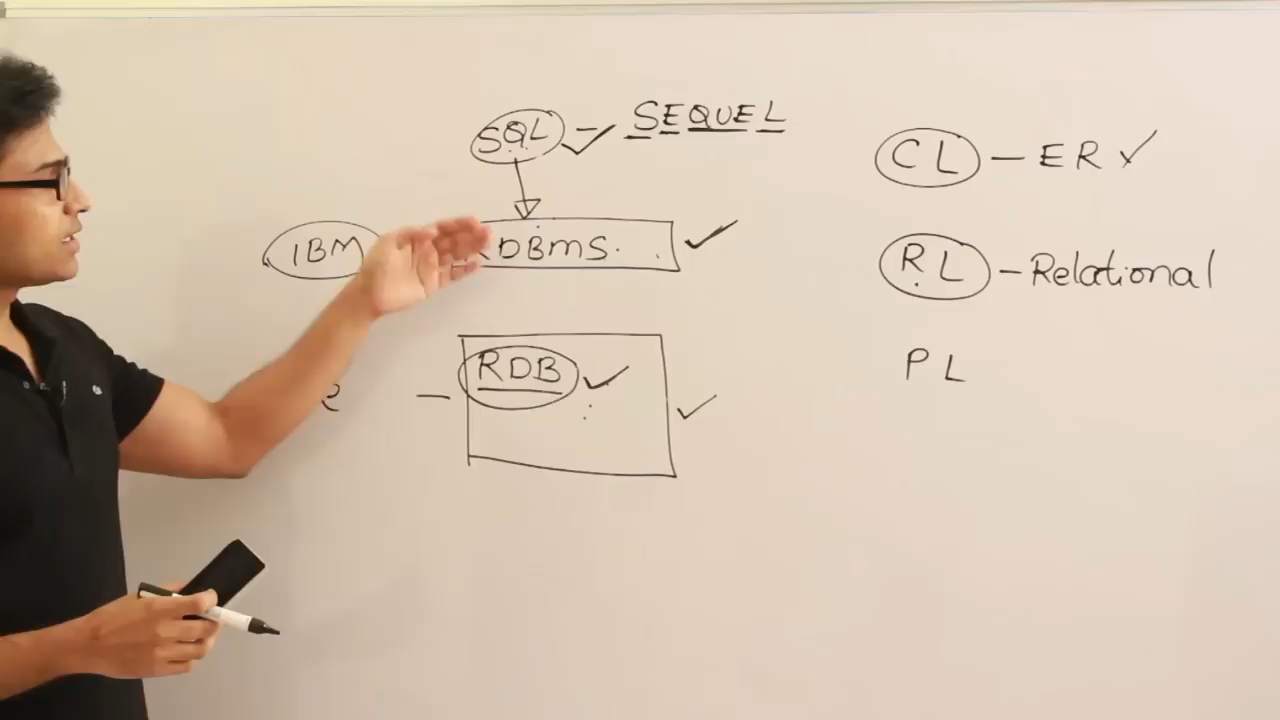 SQL - SEQUEL
IBM
DBMS
RDB
CL - ER
RL - Relational
PL